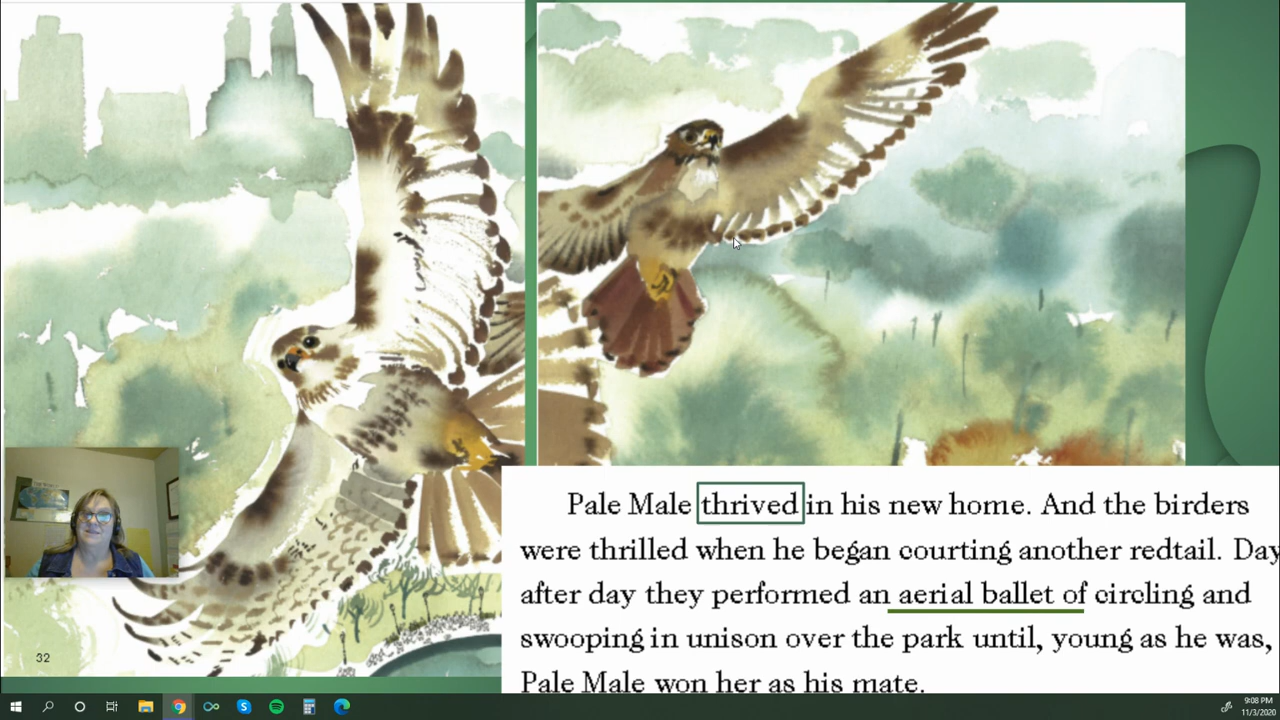 Pale Male thrived in his new home. And the birders
were thrilled when he began courting another redtail. Day
after day they performed an aerial ballet of circling and
swooping in unison over the park until, young as he was,
Pale Male won her as his mate.
32
9:08 PM
11/3/2020